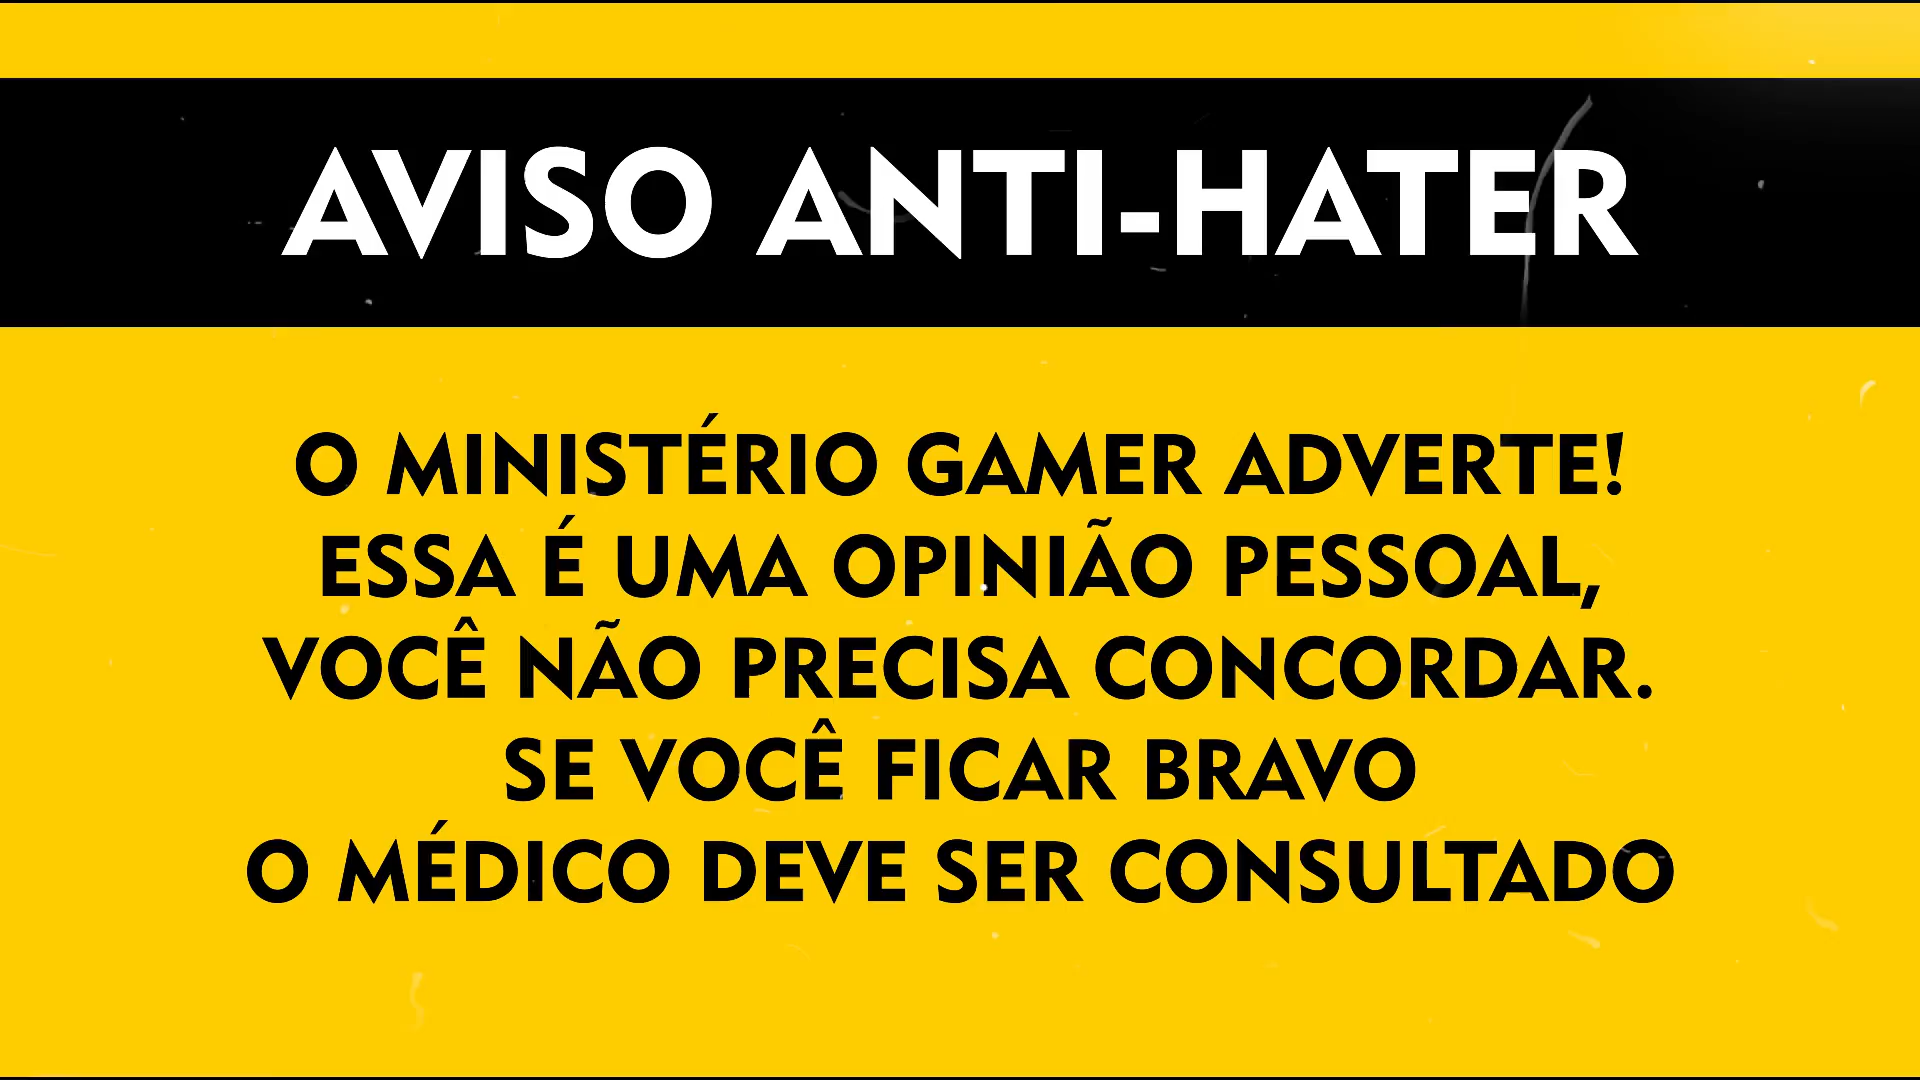 AVISO ANTI-HATER
O MINISTÉRIO GAMER ADVERTE!
ESSA É UMA OPINIÃO PESSOAL,
VOCÊ NÃO PRECISA CONCORDAR.
SE VOCÊ FICAR BRAVO
O MÉDICO DEVE SER CONSULTADO